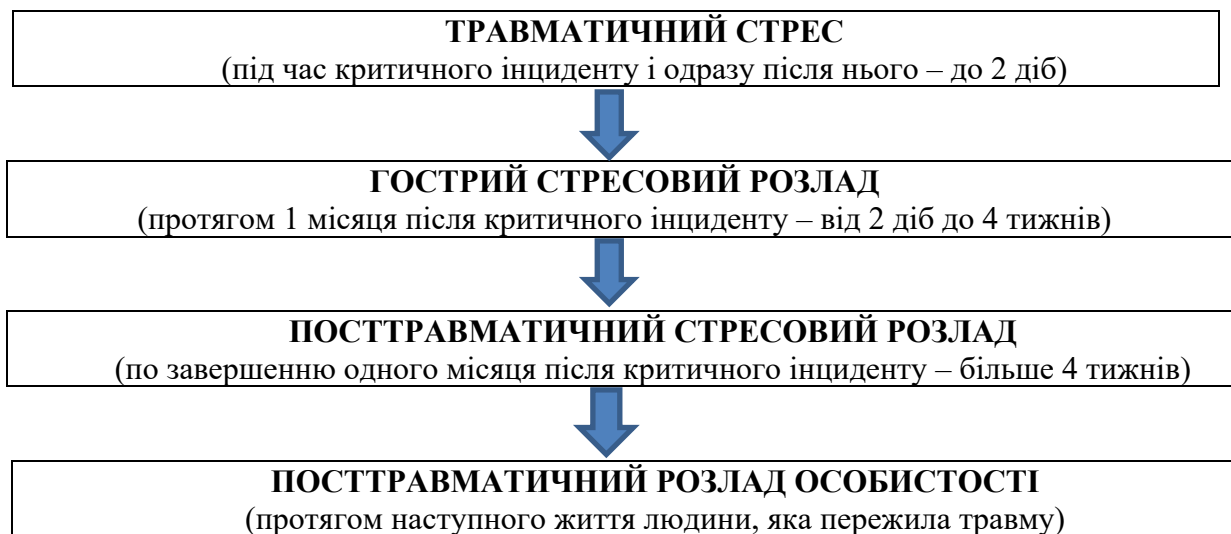 ТРАВМАТИЧНИЙ СТРЕС
(під час критичного інциденту і одразу після нього – до 2 діб)
ГОСТРИЙ СТРЕСОВИЙ РОЗЛАД
(протягом 1 місяця після критичного інциденту – від 2 діб до 4 тижнів)
ПОСТТРАВМАТИЧНИЙ СТРЕСОВИЙ РОЗЛАД
(по завершенню одного місяця після критичного інциденту – більше 4 тижнів)
ПОСТТРАВМАТИЧНИЙ РОЗЛАД ОСОБИСТОСТІ
(протягом наступного життя людини, яка пережила травму)